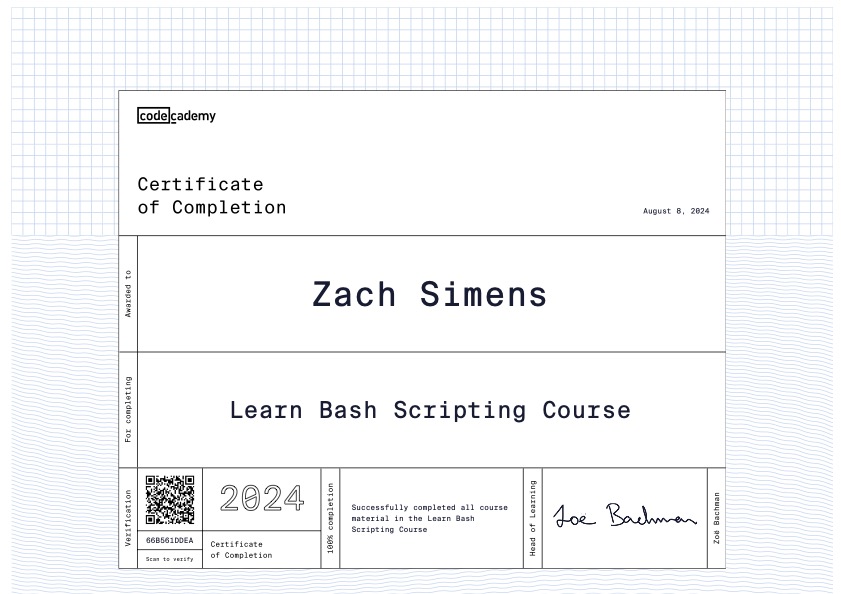 codecademy
Certificate
of Completion
August 8, 2024
Awarded to
Zach Simens
For completing
Learn Bash Scripting Course
Verification
66B561DDEA
Scan to verify
2024
Certificate
of Completion
100% completion
Successfully completed all course
material in the Learn Bash
Scripting Course
Head of Learning
Zoë Bachman
Zoë Bachman